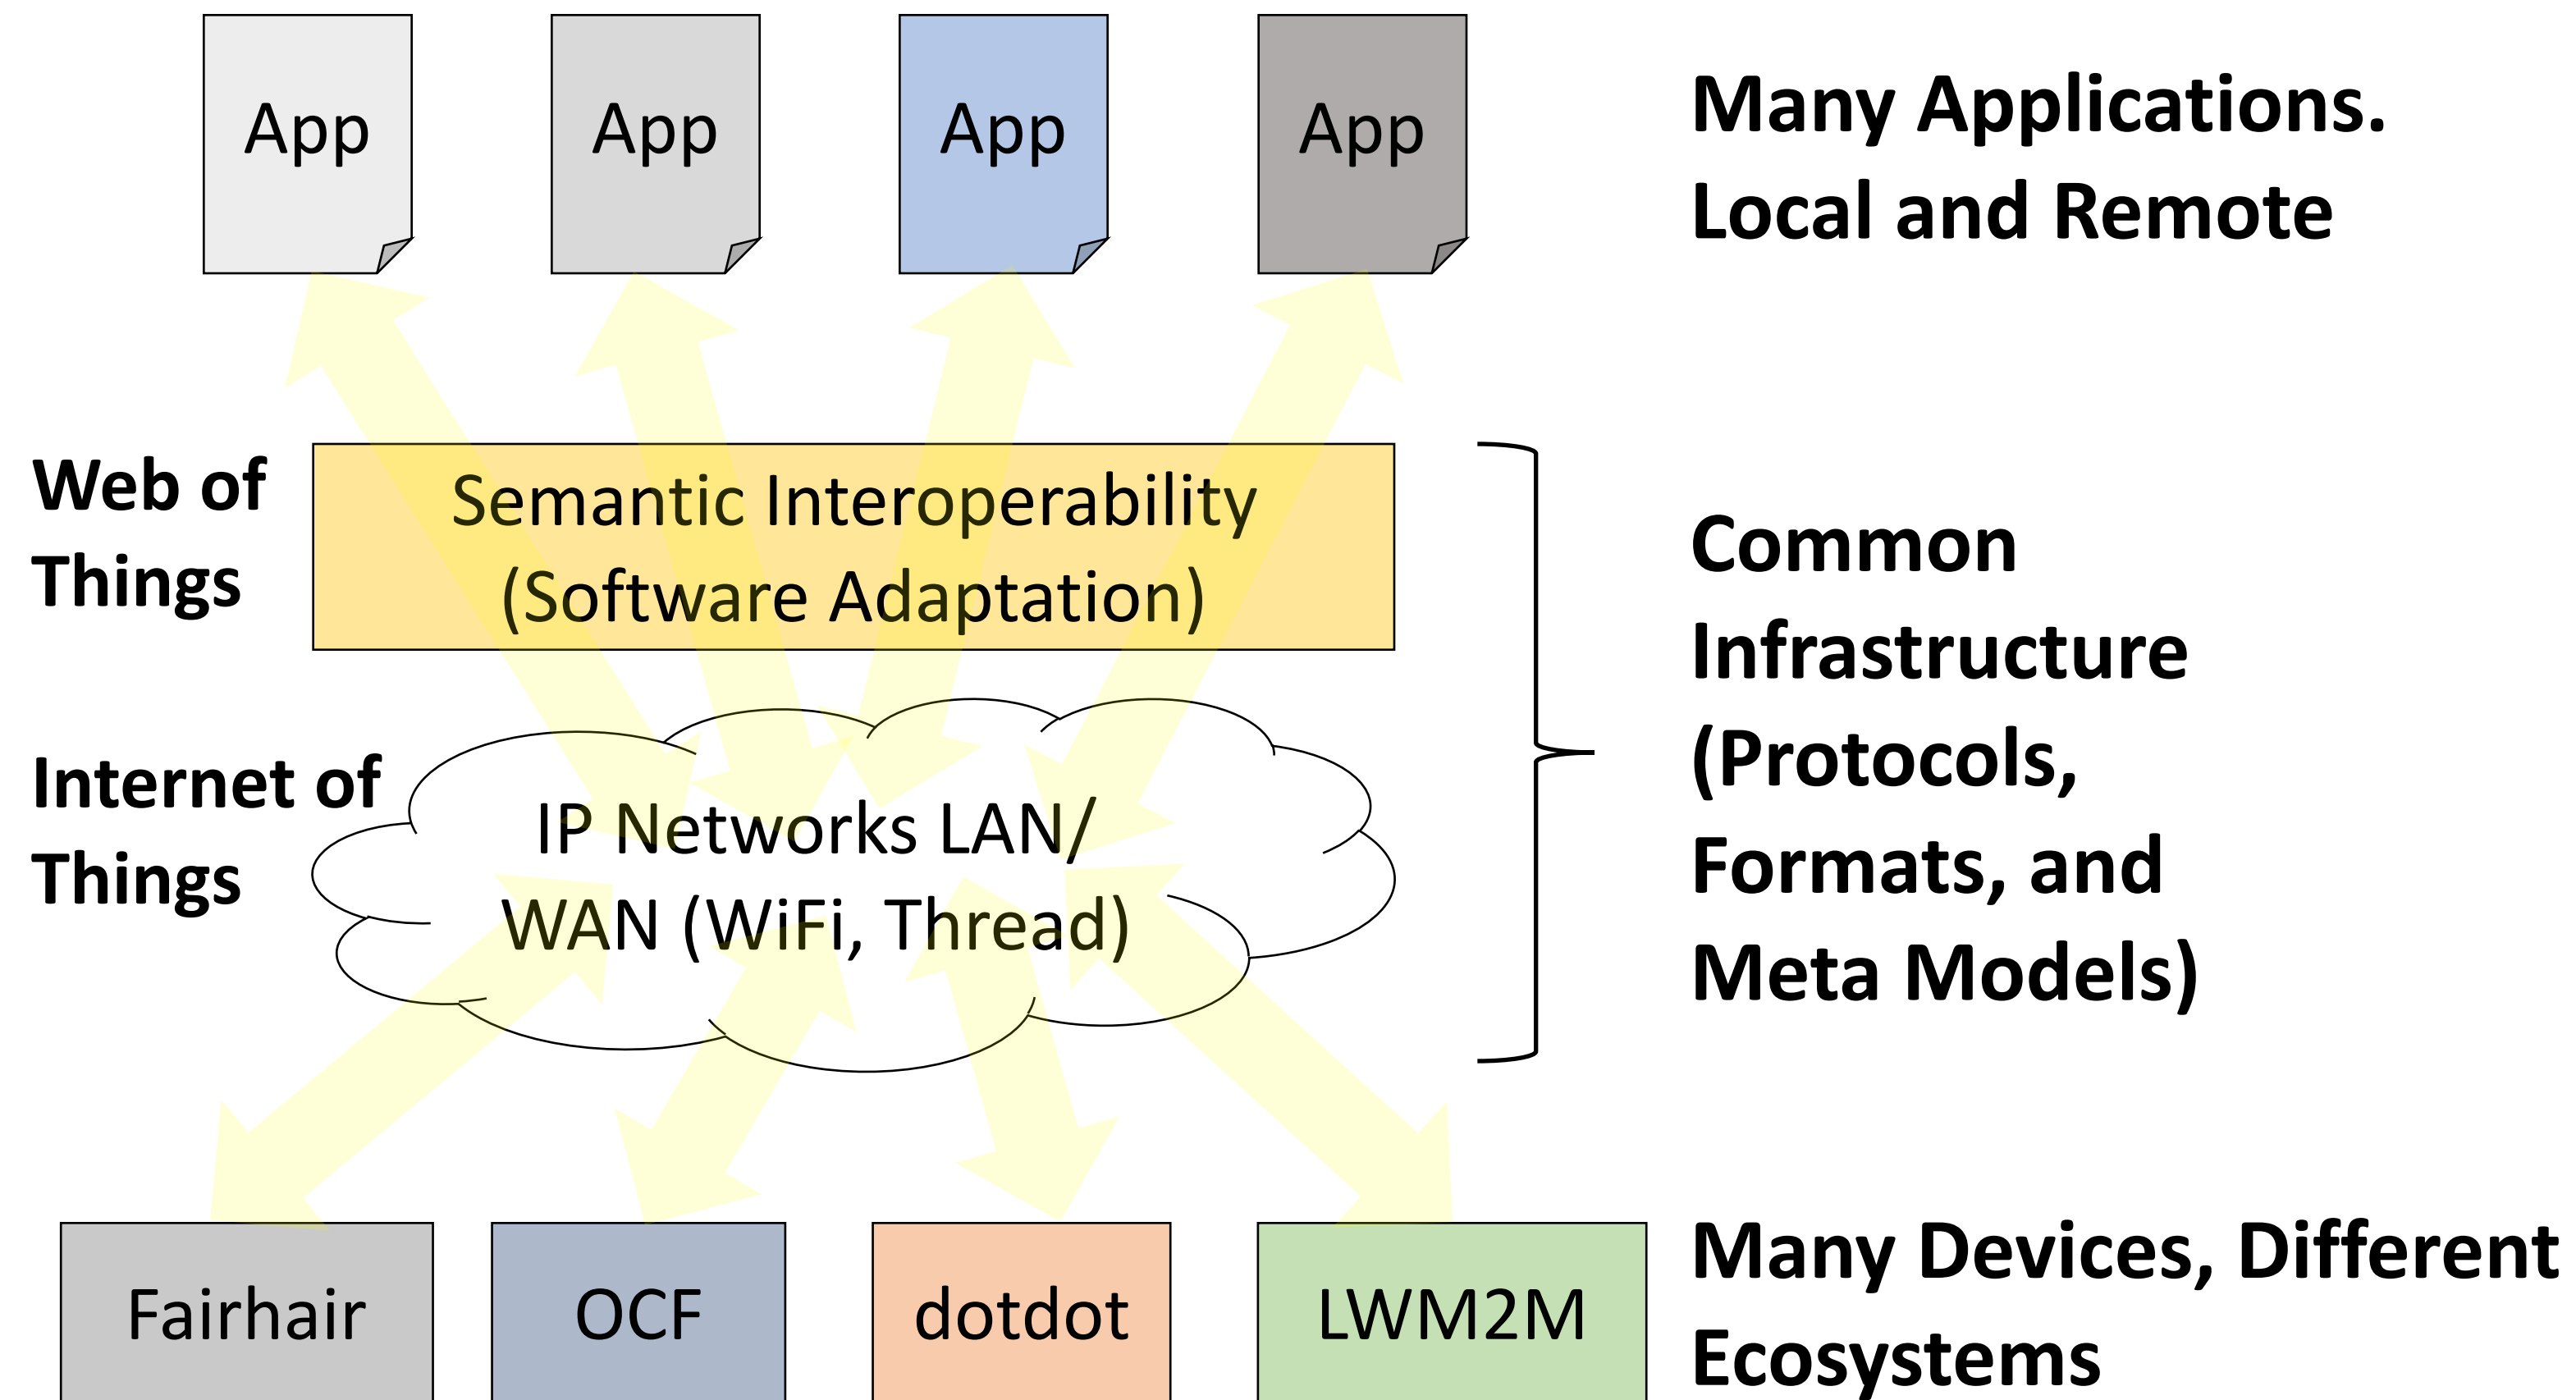 App
App
App
App
Many Applications.
Local and Remote
Web of
Things
Semantic Interoperability
(Software Adaptation)
Common
Infrastructure
(Protocols,
Formats, and
Meta Models)
Internet of
Things
IP Networks LAN/
WAN (WiFi, Thread)
Fairhair
OCF
dotdot
LWM2M
Many Devices, Different
Ecosystems